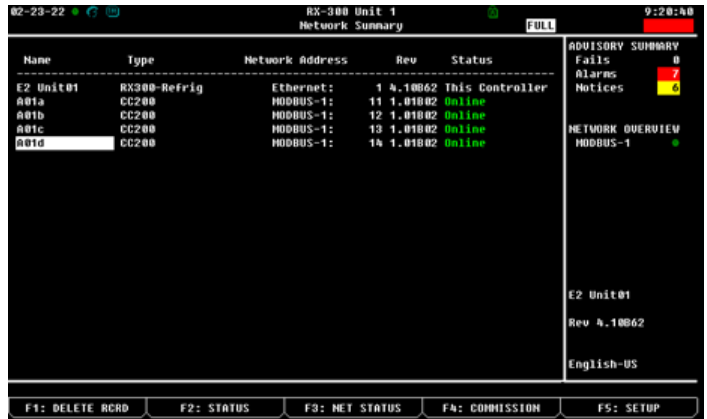 02-23-22 RX-300 Unit 1 9:20:40
Network Summary FULL
ADVISORY SUMMARY
Fails 0
Alarms 7
Notices 6
NETWORK OVERVIEW
MODBUS-1
Name Type Network Address Rev Status
E2 Unit01 RX300-Refrig Ethernet: 1 4.10B62 This Controller
A01a CC200 MODBUS-1: 11 1.01B02 Online
A01b CC200 MODBUS-1: 12 1.01B02 Online
A01c CC200 MODBUS-1: 13 1.01B02 Online
A01d CC200 MODBUS-1: 14 1.01B02 Online
E2 Unit01
Rev 4.10B62
English-US
F1: DELETE RCRD F2: STATUS F3: NET STATUS F4: COMMISSION F5: SETUP